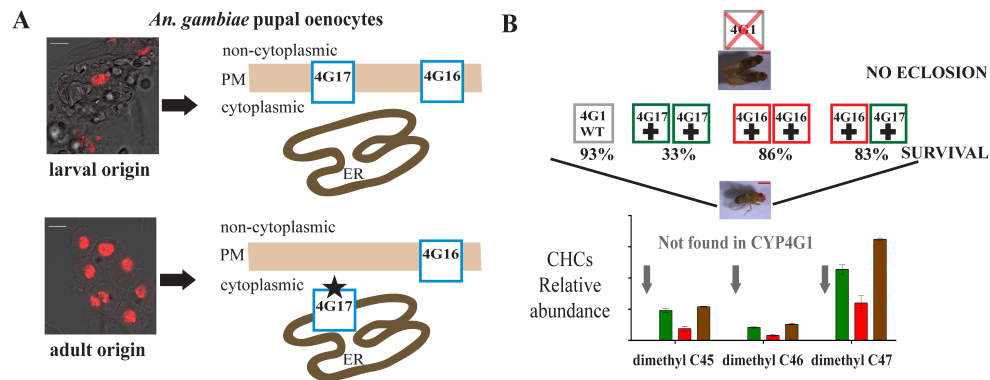 A
An. gambiae pupal oenocytes
non-cytoplasmic
PM
4G17
4G16
cytoplasmic
ER
larval origin
non-cytoplasmic
PM
4G16
cytoplasmic
4G17
ER
adult origin
B
4G1
NO ECLOSION
4G1
WT
4G17
4G17
4G16
4G16
4G16
4G17
93%
33%
86%
83%
SURVIVAL
Not found in CYP4G1
CHCs
Relative
abundance
dimethyl C45
dimethyl C46
dimethyl C47